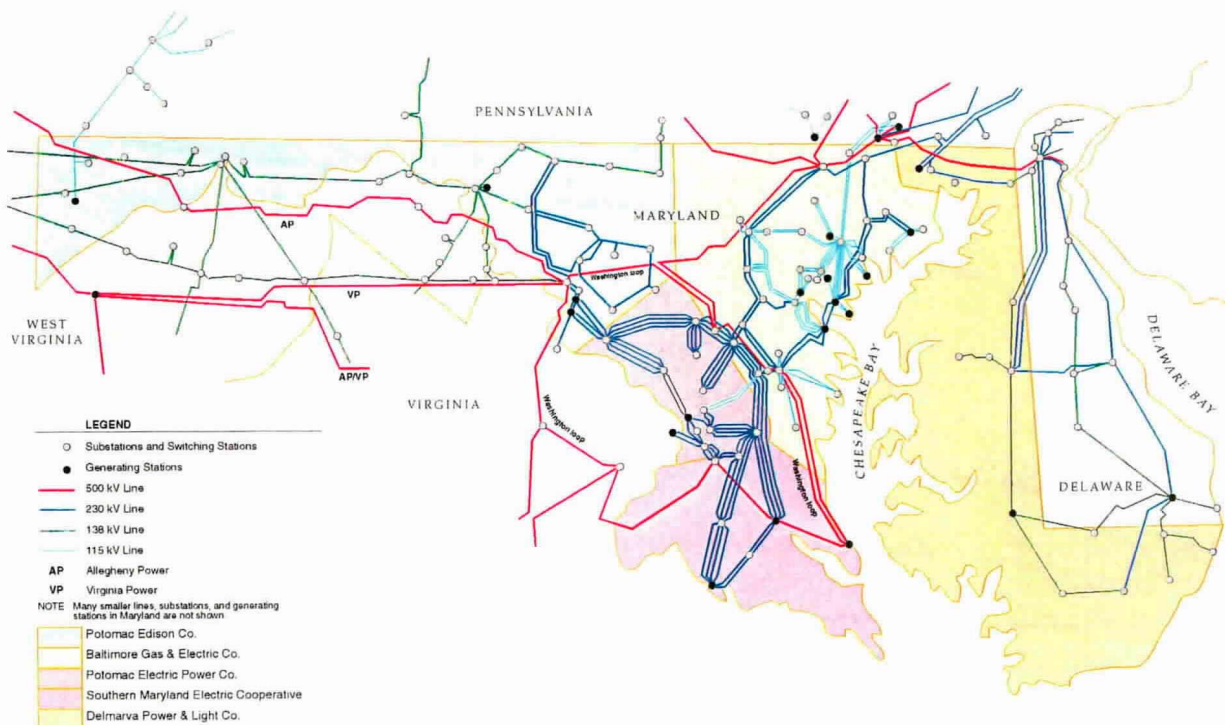 PENNSYLVANIA
MARYLAND
AP
Washington loop
VP
WEST
VIRGINIA
AP/VP
VIRGINIA
Washington loop
Washington loop
CHESAPEAKE BAY
DELAWARE BAY
DELAWARE
LEGEND
Substations and Switching Stations
Generating Stations
500 kV Line
230 kV Line
138 kV Line
115 kV Line
AP Allegheny Power
VP Virginia Power
NOTE Many smaller lines, substations, and generating
stations in Maryland are not shown
Potomac Edison Co.
Baltimore Gas & Electric Co.
Potomac Electric Power Co.
Southern Maryland Electric Cooperative
Delmarva Power & Light Co.